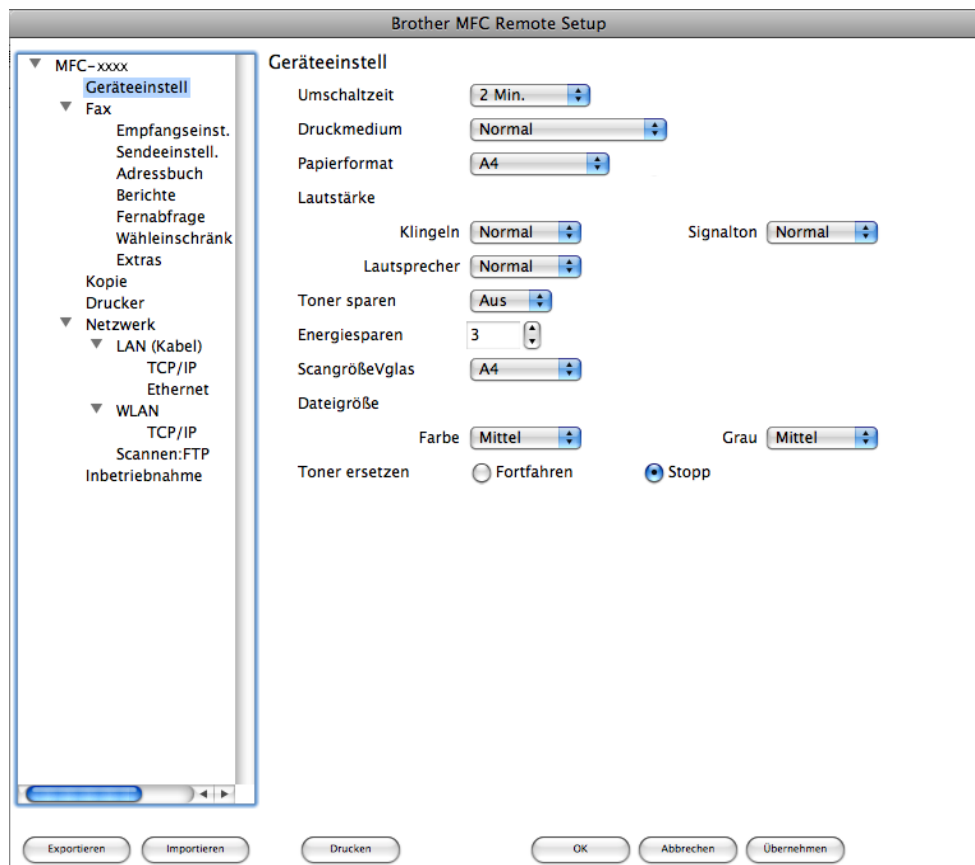 Brother MFC Remote Setup
MFC-xxxx
Geräteeinstell
Fax
Empfangseinst.
Sendeeinstell.
Adressbuch
Berichte
Fernabfrage
Wähleinschränk
Extras
Kopie
Drucker
Netzwerk
LAN (Kabel)
TCP/IP
Ethernet
WLAN
TCP/IP
Scannen:FTP
Inbetriebnahme
Geräteeinstell
Umschaltzeit 2 Min.
Druckmedium Normal
Papierformat A4
Lautstärke
Klingeln Normal Signalton Normal
Lautsprecher Normal
Toner sparen Aus
Energiesparen 3
ScangrößeVglas A4
Dateigröße
Farbe Mittel Grau Mittel
Toner ersetzen Fortfahren Stopp
Exportieren Importieren Drucken OK Abbrechen Übernehmen